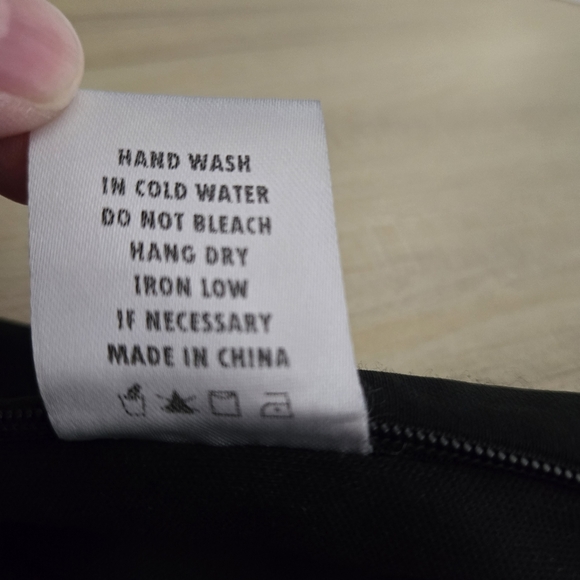 HAND WASH
IN COLD WATER
DO NOT BLEACH
HANG DRY
IRON LOW
IF NECESSARY
MADE IN CHINA